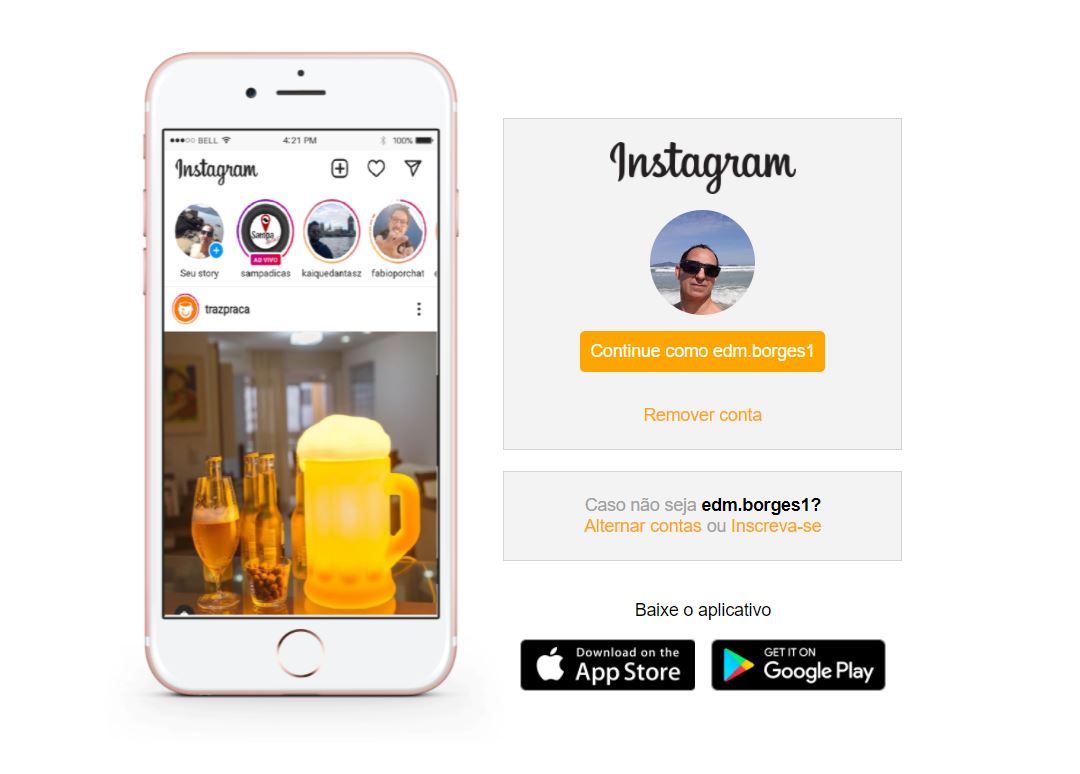 BELL
4:21 PM
100%
Instagram
Sampa
AO VIVO
Seu story
sampadicas
kaiquedantasz
fabioporchat
trazpraca
Instagram
Continue como edm.borges1
Remover conta
Caso não seja edm.borges1?
Alternar contas ou Inscreva-se
Baixe o aplicativo
Download on the
App Store
GET IT ON
Google Play